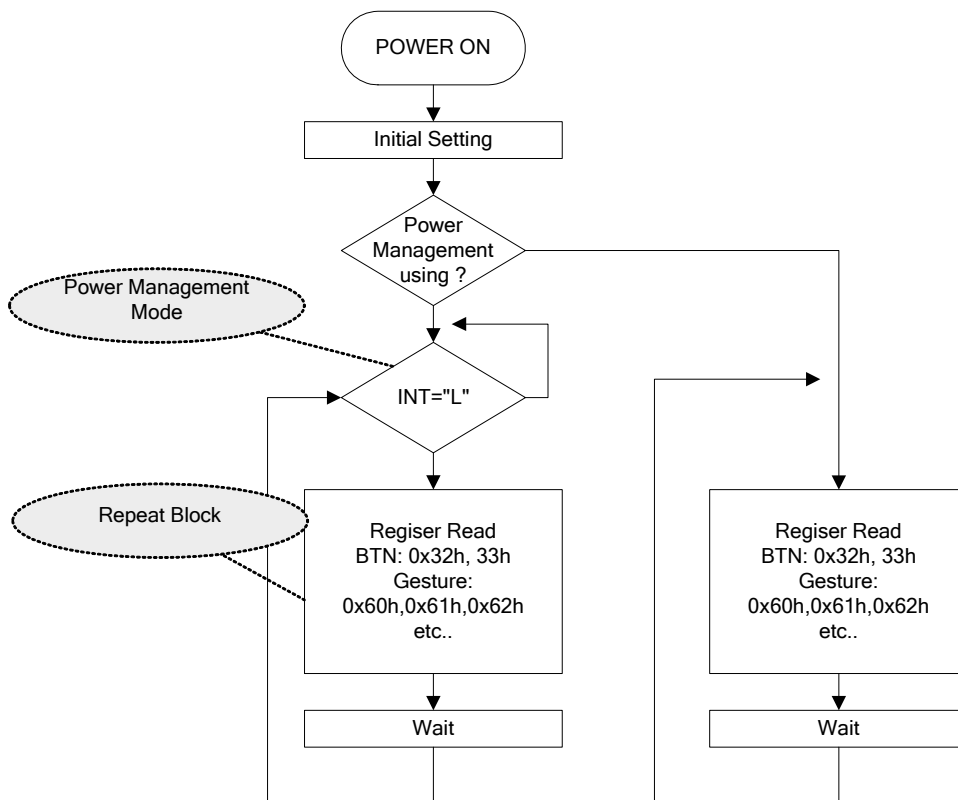 POWER ON
Initial Setting
Power
Management
using ?
Power Management
Mode
INT="L"
Repeat Block
Regiser Read
BTN: 0x32h, 33h
Gesture:
0x60h,0x61h,0x62h
etc..
Regiser Read
BTN: 0x32h, 33h
Gesture:
0x60h,0x61h,0x62h
etc..
Wait
Wait